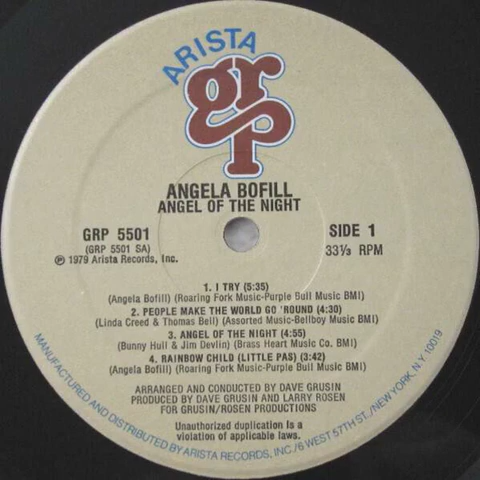 ARISTA
grp
ANGELA BOFILL
ANGEL OF THE NIGHT
GRP 5501
(GRP 5501 SA)
℗ 1979 Arista Records, Inc.
SIDE 1
33⅓ RPM
1. I TRY (5:35)
(Angela Bofill) (Roaring Fork Music-Purple Bull Music BMI)
2. PEOPLE MAKE THE WORLD GO 'ROUND (4:30)
(Linda Creed & Thomas Bell) (Assorted Music-Bellboy Music BMI)
3. ANGEL OF THE NIGHT (4:55)
(Bunny Hull & Jim Devlin) (Brass Heart Music Co. BMI)
4. RAINBOW CHILD (LITTLE PAS) (3:42)
(Angela Bofill) (Roaring Fork Music-Purple Bull Music BMI)
ARRANGED AND CONDUCTED BY DAVE GRUSIN
PRODUCED BY DAVE GRUSIN AND LARRY ROSEN
FOR GRUSIN/ROSEN PRODUCTIONS
Unauthorized duplication Is a
violation of applicable laws.
MANUFACTURED AND DISTRIBUTED BY ARISTA RECORDS, INC./6 WEST 57TH ST./NEW YORK, N.Y. 10019